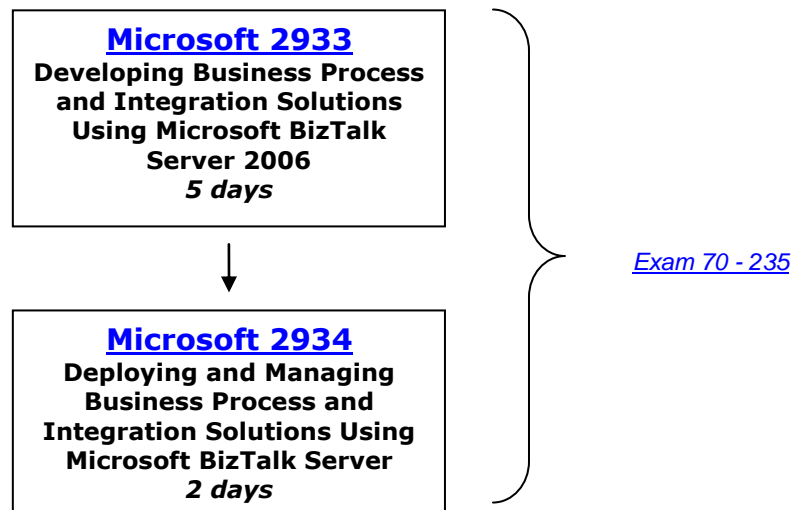 Microsoft 2933
Developing Business Process
and Integration Solutions
Using Microsoft BizTalk
Server 2006
5 days
Exam 70 - 235
Microsoft 2934
Deploying and Managing
Business Process and
Integration Solutions Using
Microsoft BizTalk Server
2 days